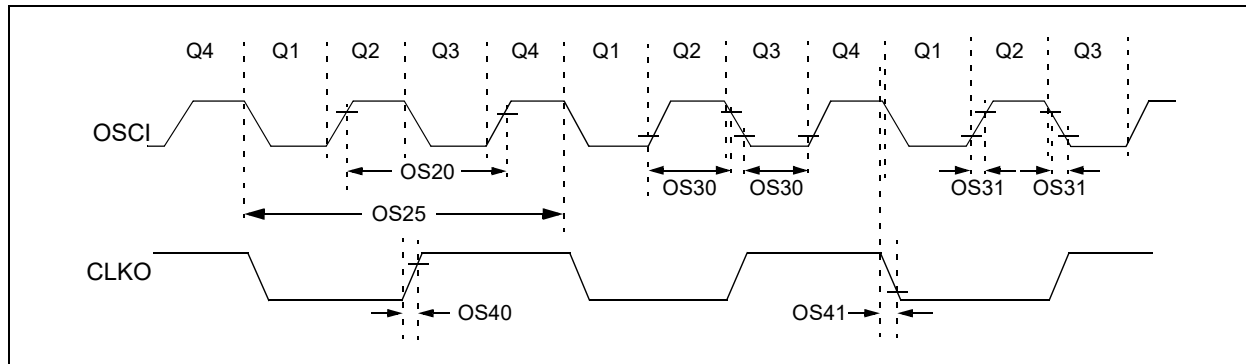 Q4 Q1 Q2 Q3 Q4 Q1 Q2 Q3 Q4 Q1 Q2 Q3
OSCI
OS20
OS30
OS30
OS31
OS31
OS25
CLKO
OS40
OS41